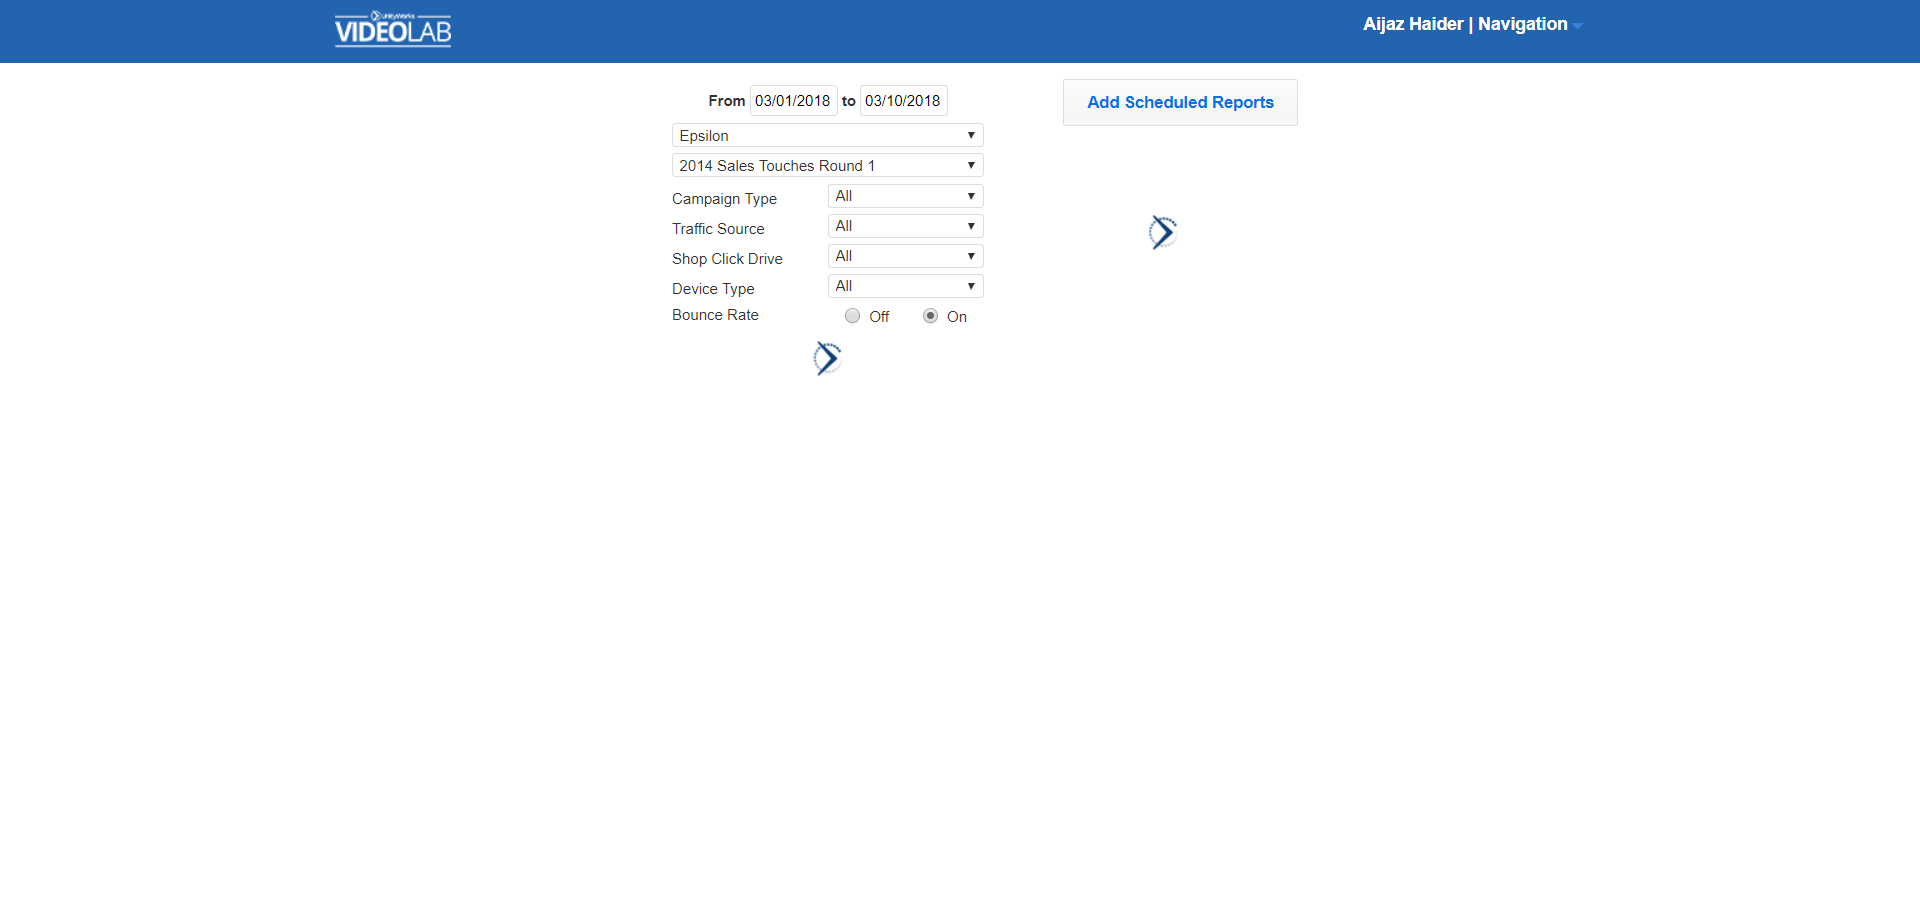 UnityWorks
VIDEOLAB
Aijaz Haider | Navigation
From 03/01/2018 to 03/10/2018
Add Scheduled Reports
Epsilon
2014 Sales Touches Round 1
Campaign Type All
Traffic Source All
Shop Click Drive All
Device Type All
Bounce Rate Off On